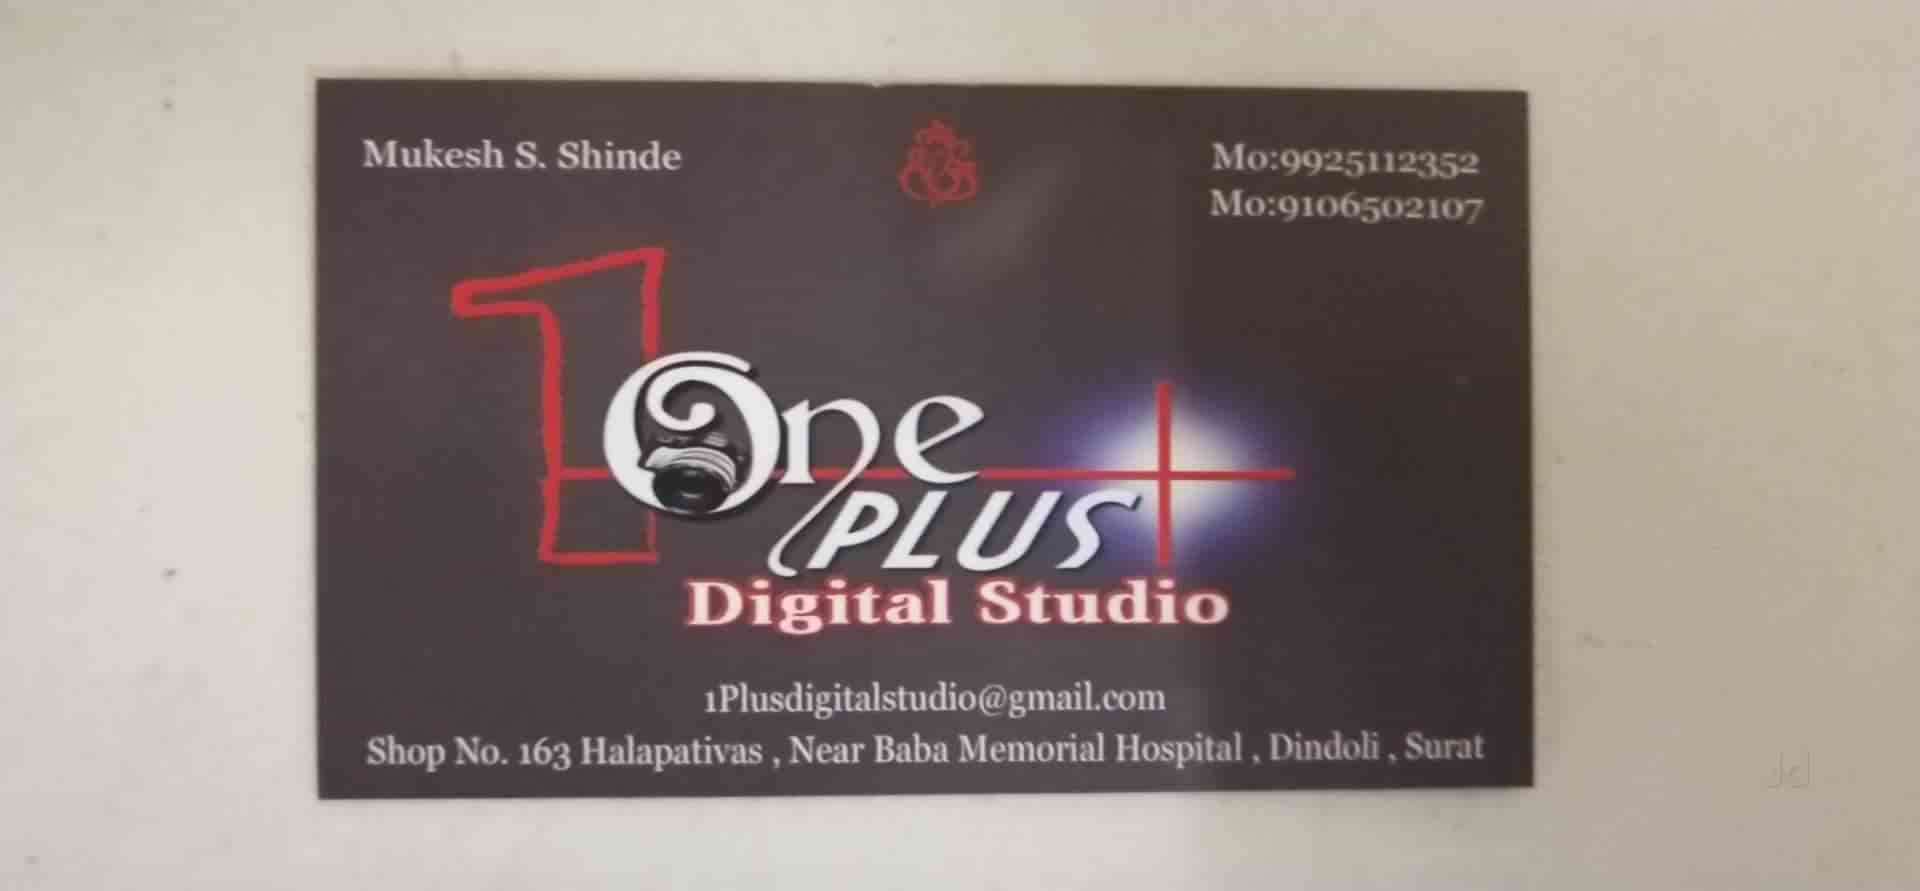 Mukesh S. Shinde
Mo:9925112352
Mo:9106502107
1
One
PLUS
Digital Studio
1Plusdigitalstudio@gmail.com
Shop No. 163 Halapativas , Near Baba Memorial Hospital , Dindoli , Surat
Jd